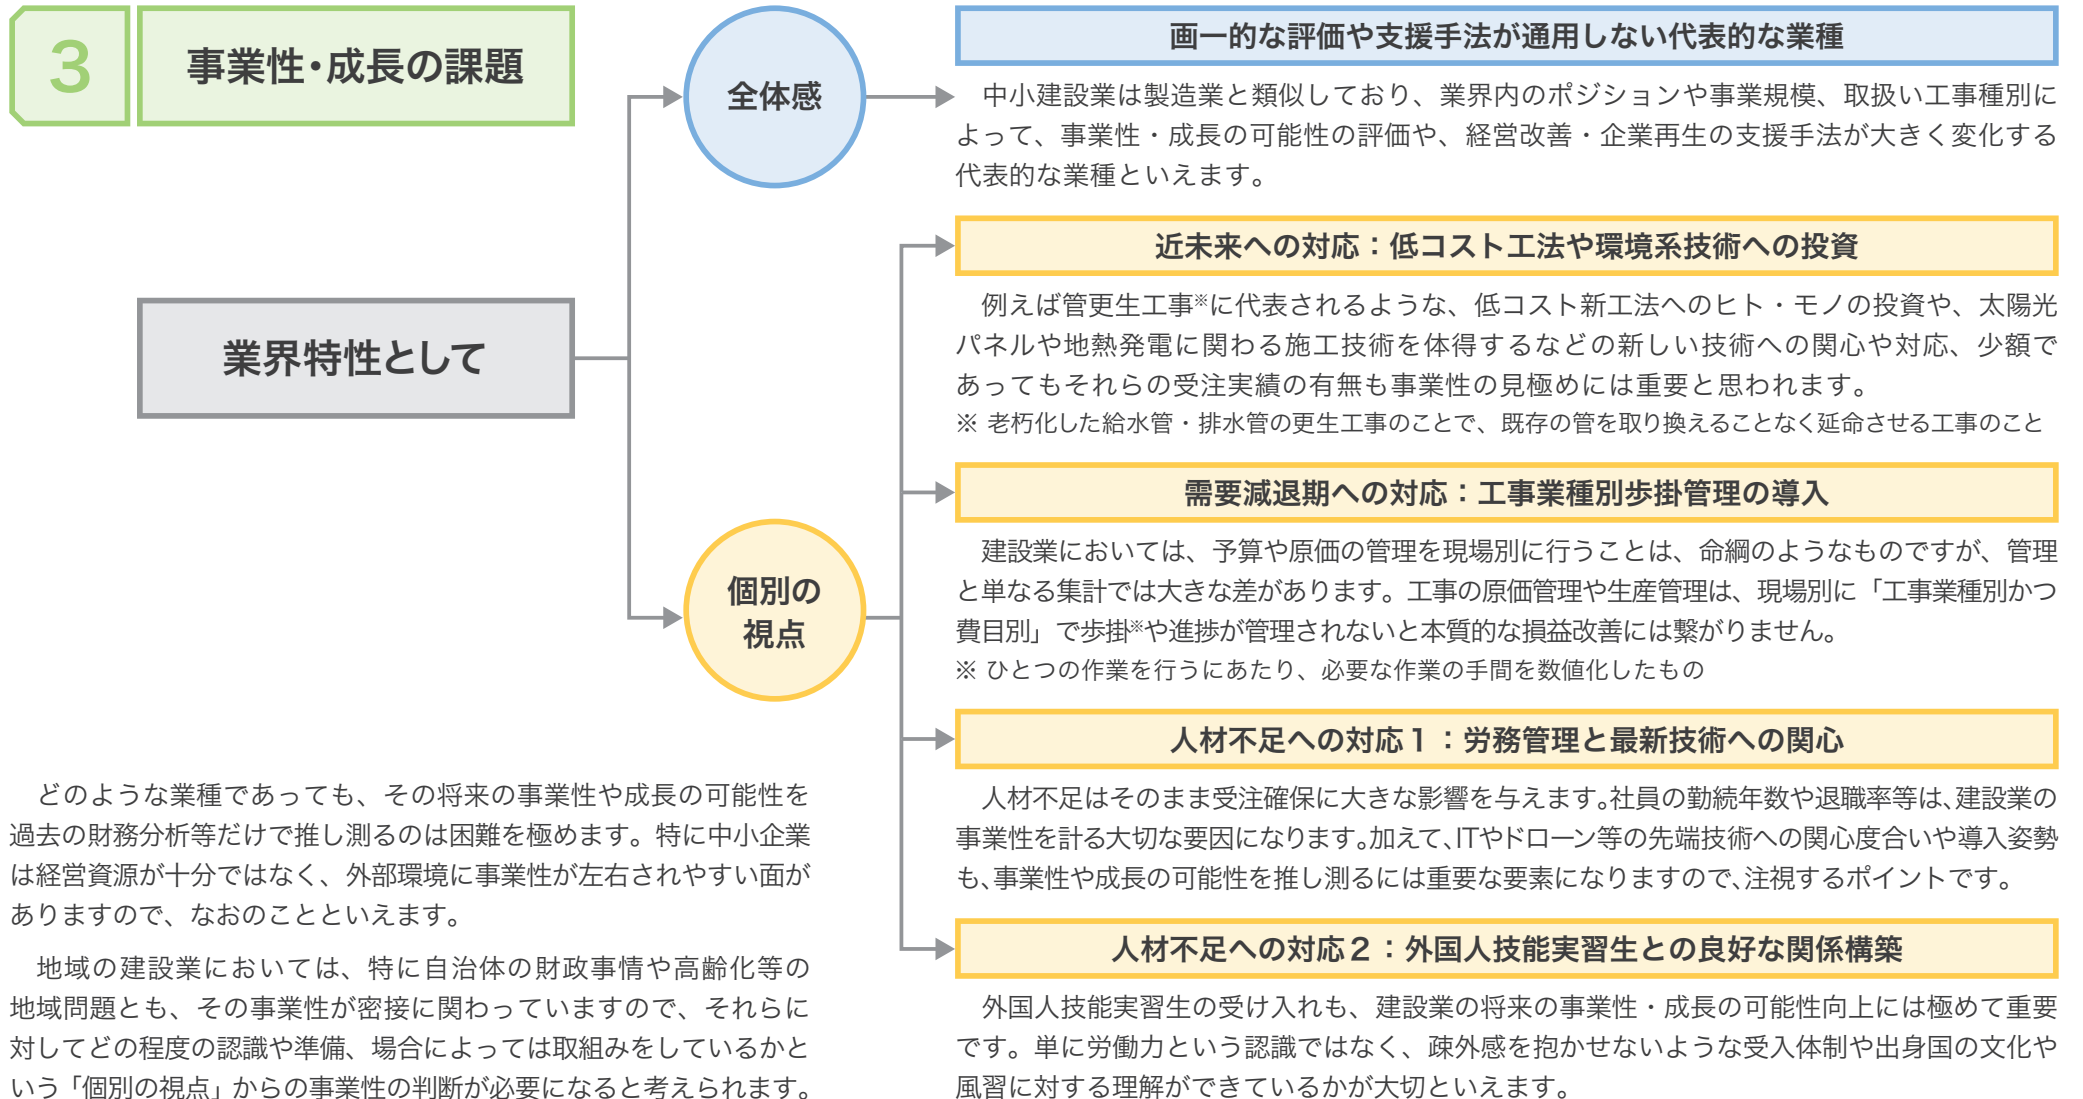 3
事業性・成長の課題
業界特性として
全体感
画一的な評価や支援手法が通用しない代表的な業種
中小建設業は製造業と類似しており、業界内のポジションや事業規模、取扱い工事種別に
よって、事業性・成長の可能性の評価や、経営改善・企業再生の支援手法が大きく変化する
代表的な業種といえます。
個別の
視点
近未来への対応：低コスト工法や環境系技術への投資
例えば管更生工事※に代表されるような、低コスト新工法へのヒト・モノの投資や、太陽光
パネルや地熱発電に関わる施工技術を体得するなどの新しい技術への関心や対応、少額で
あってもそれらの受注実績の有無も事業性の見極めには重要と思われます。
※ 老朽化した給水管・排水管の更生工事のことで、既存の管を取り換えることなく延命させる工事のこと
需要減退期への対応：工事業種別歩掛管理の導入
建設業においては、予算や原価の管理を現場別に行うことは、命綱のようなものですが、管理
と単なる集計では大きな差があります。工事の原価管理や生産管理は、現場別に「工事業種別かつ
費目別」で歩掛※や進捗が管理されないと本質的な損益改善には繋がりません。
※ ひとつの作業を行うにあたり、必要な作業の手間を数値化したもの
人材不足への対応１：労務管理と最新技術への関心
人材不足はそのまま受注確保に大きな影響を与えます。社員の勤続年数や退職率等は、建設業の
事業性を計る大切な要因になります。加えて、ITやドローン等の先端技術への関心度合いや導入姿勢
も、事業性や成長の可能性を推し測るには重要な要素になりますので、注視するポイントです。
人材不足への対応２：外国人技能実習生との良好な関係構築
外国人技能実習生の受け入れも、建設業の将来の事業性・成長の可能性向上には極めて重要
です。単に労働力という認識ではなく、疎外感を抱かせないような受入体制や出身国の文化や
風習に対する理解ができているかが大切といえます。
どのような業種であっても、その将来の事業性や成長の可能性を
過去の財務分析等だけで推し測るのは困難を極めます。特に中小企業
は経営資源が十分ではなく、外部環境に事業性が左右されやすい面が
ありますので、なおのことといえます。
地域の建設業においては、特に自治体の財政事情や高齢化等の
地域問題とも、その事業性が密接に関わっていますので、それらに
対してどの程度の認識や準備、場合によっては取組みをしているかと
いう「個別の視点」からの事業性の判断が必要になると考えられます。